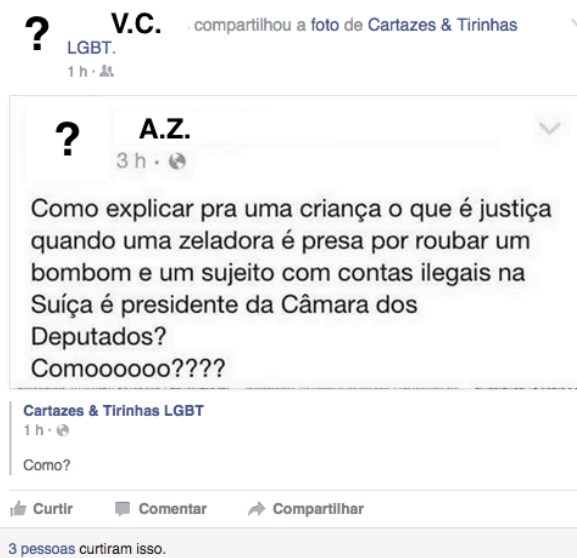 ? V.C. compartilhou a foto de Cartazes & Tirinhas
LGBT.
1 h ·
? A.Z.
3 h ·
Como explicar pra uma criança o que é justiça
quando uma zeladora é presa por roubar um
bombom e um sujeito com contas ilegais na
Suíça é presidente da Câmara dos
Deputados?
Comoooooo????
Cartazes & Tirinhas LGBT
1 h ·
Como?
Curtir Comentar Compartilhar
3 pessoas curtiram isso.